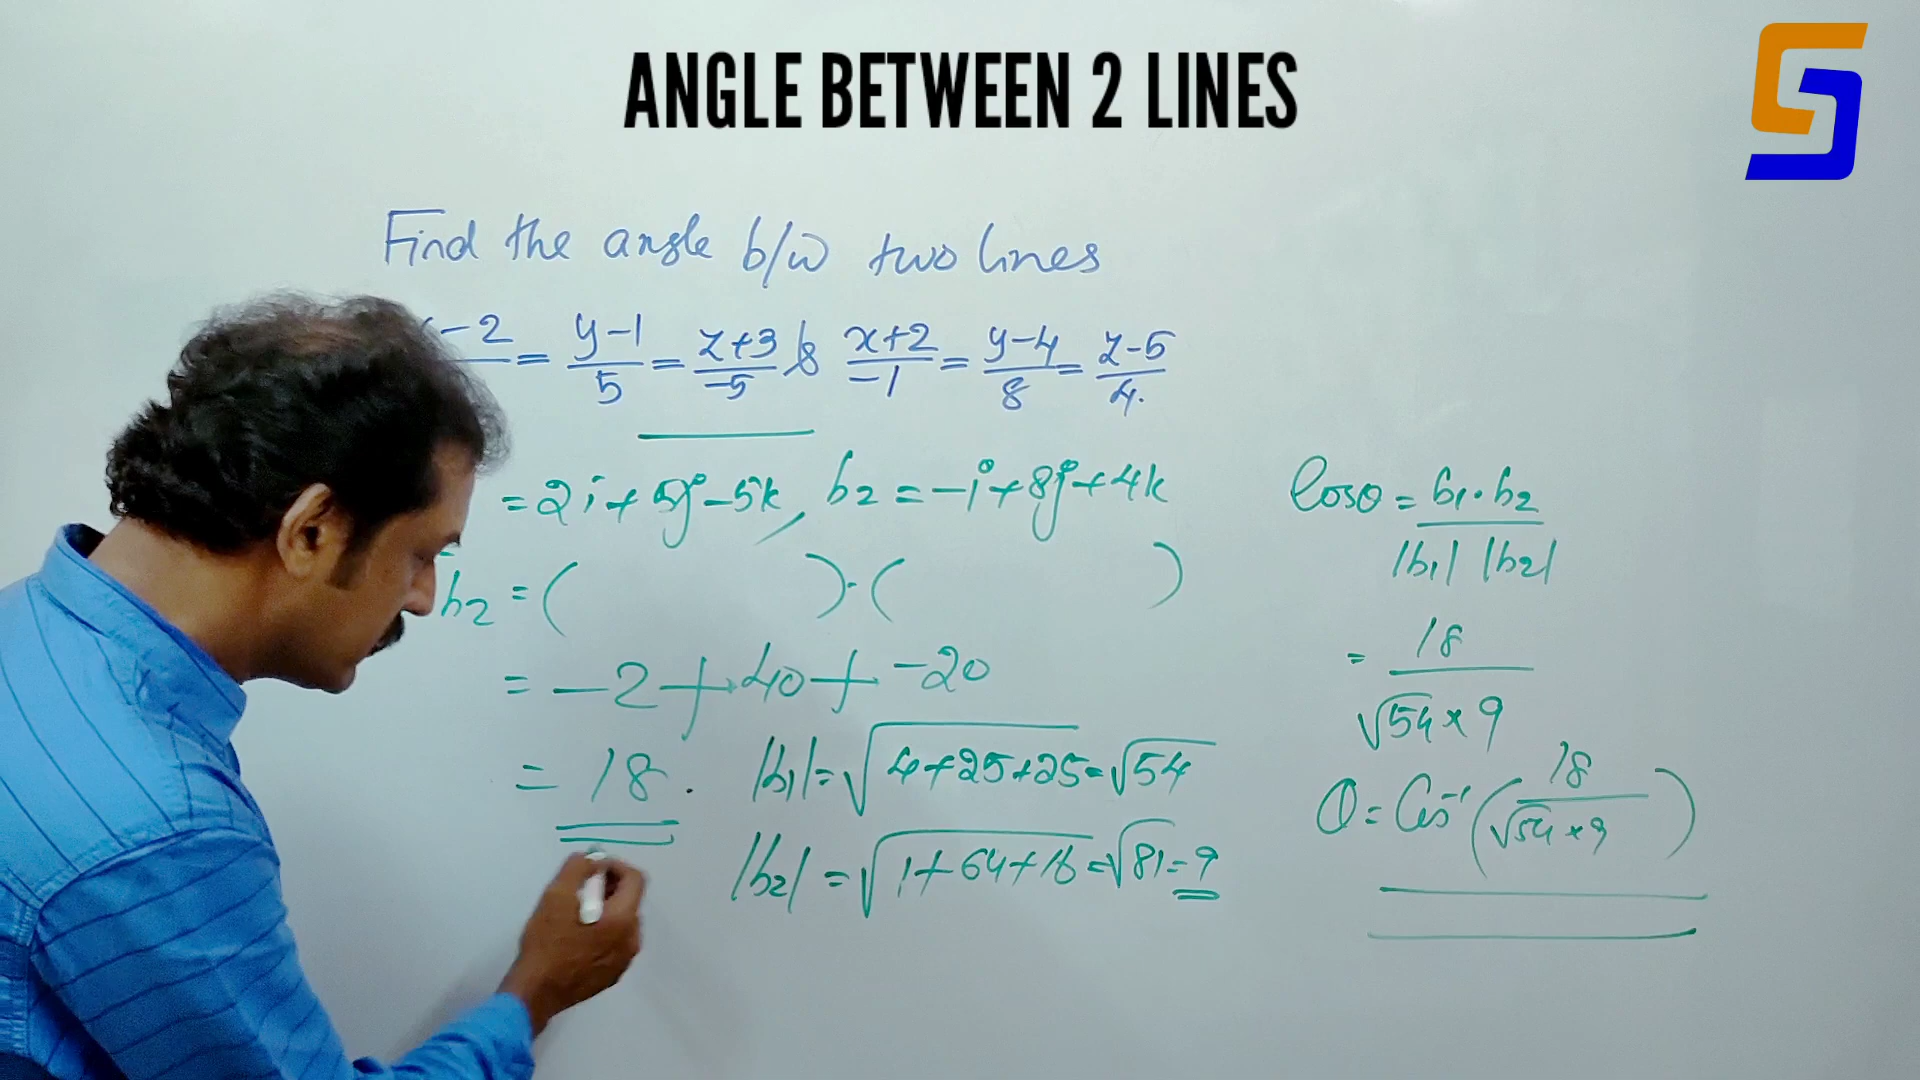 ANGLE BETWEEN 2 LINES
Find the angle b/w two lines
-2/ = y-1/5 = z+3/-5 & x+2/-1 = y-4/8 = z-5/4.
= 2i+5j-5k, b2 = -i+8j+4k
b2 = ( )·( )
= -2 + 40 + -20
= 18.
|b1| = √4+25+25 = √54
|b2| = √1+64+16 = √81 = 9
Cosθ = b1·b2/|b1| |b2|
= 18/√54 × 9
θ = Cos⁻¹(18/√54 × 9)